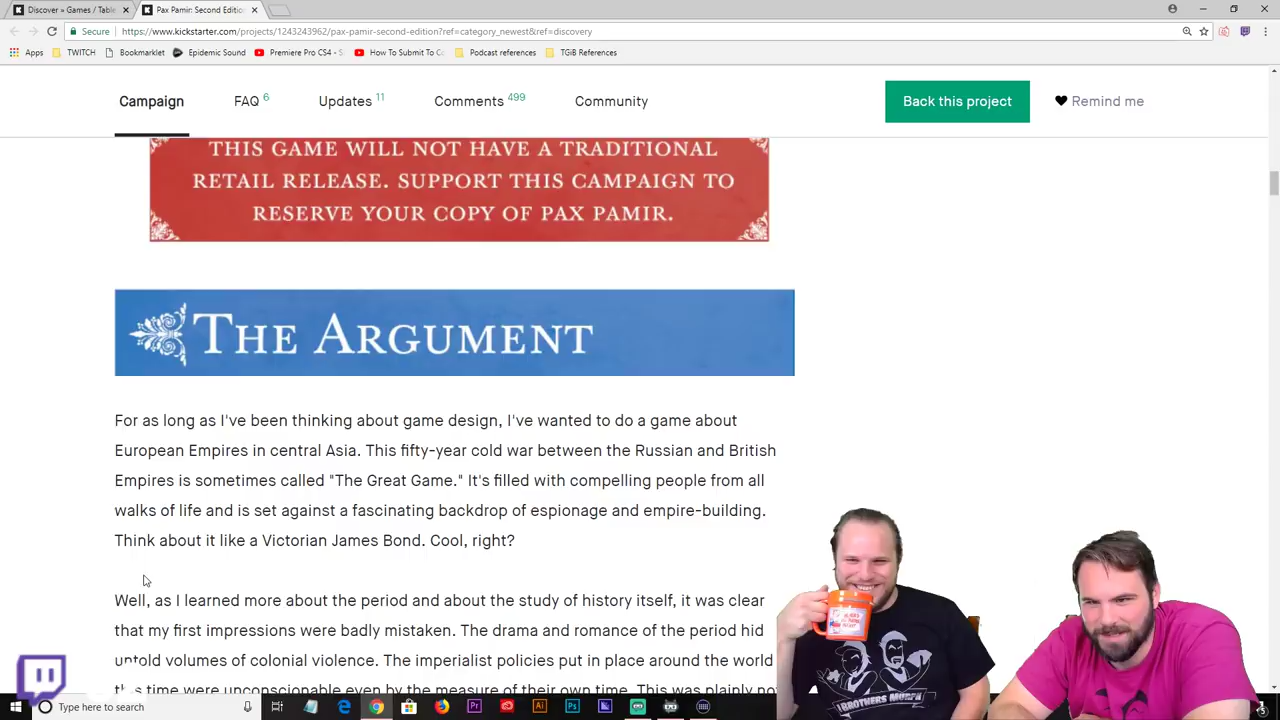 Discover » Games / Table
Pax Pamir: Second Editio
Secure
https://www.kickstarter.com/projects/1243243962/pax-pamir-second-edition?ref=category_newest&ref=discovery
Apps
TWITCH
Bookmarklet
Epidemic Sound
Premiere Pro CS4 - S
How To Submit To C
Podcast references
TGiB References
Campaign
FAQ 6
Updates 11
Comments 499
Community
Back this project
Remind me
THIS GAME WILL NOT HAVE A TRADITIONAL
RETAIL RELEASE. SUPPORT THIS CAMPAIGN TO
RESERVE YOUR COPY OF PAX PAMIR.
THE ARGUMENT
For as long as I've been thinking about game design, I've wanted to do a game about
European Empires in central Asia. This fifty-year cold war between the Russian and British
Empires is sometimes called "The Great Game." It's filled with compelling people from all
walks of life and is set against a fascinating backdrop of espionage and empire-building.
Think about it like a Victorian James Bond. Cool, right?
Well, as I learned more about the period and about the study of history itself, it was clear
that my first impressions were badly mistaken. The drama and romance of the period hid
untold volumes of colonial violence. The imperialist policies put in place around the world
this time were unconscionable even by the measure of their own time. This was plainly no
BROTHERS MURPH
Type here to search